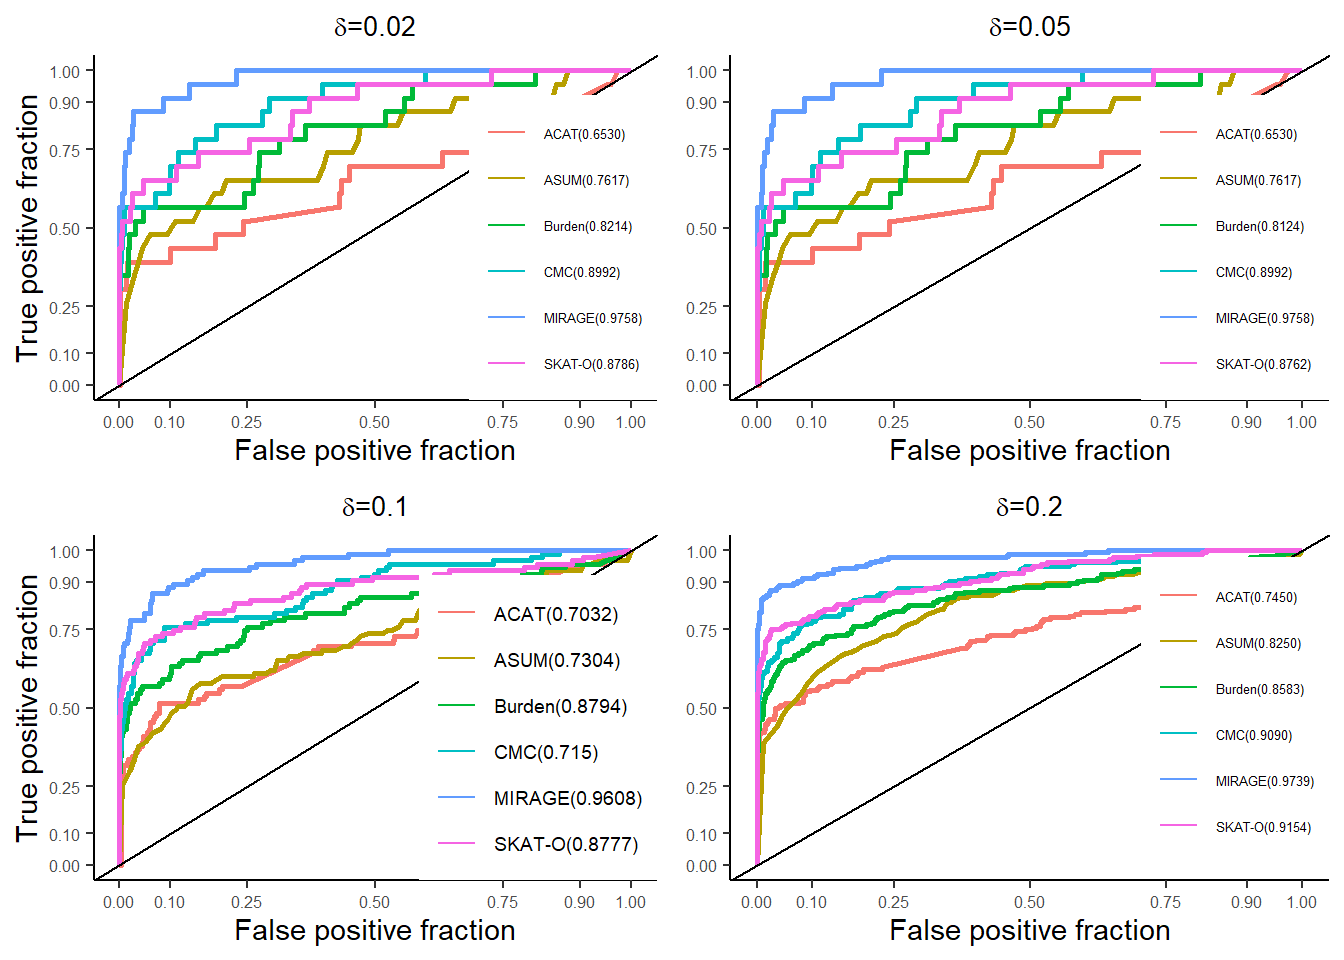 δ=0.02
True positive fraction
1.00
0.90
0.75
0.50
0.25
0.10
0.00
ACAT(0.6530)
ASUM(0.7617)
Burden(0.8214)
CMC(0.8992)
MIRAGE(0.9758)
SKAT-O(0.8786)
0.00 0.10 0.25 0.50 0.75 0.90 1.00
False positive fraction
δ=0.05
1.00
0.90
0.75
0.50
0.25
0.10
0.00
ACAT(0.6530)
ASUM(0.7617)
Burden(0.8124)
CMC(0.8992)
MIRAGE(0.9758)
SKAT-O(0.8762)
0.00 0.10 0.25 0.50 0.75 0.90 1.00
False positive fraction
δ=0.1
True positive fraction
1.00
0.90
0.75
0.50
0.25
0.10
0.00
ACAT(0.7032)
ASUM(0.7304)
Burden(0.8794)
CMC(0.715)
MIRAGE(0.9608)
SKAT-O(0.8777)
0.00 0.10 0.25 0.50 0.75 0.90 1.00
False positive fraction
δ=0.2
1.00
0.90
0.75
0.50
0.25
0.10
0.00
ACAT(0.7450)
ASUM(0.8250)
Burden(0.8583)
CMC(0.9090)
MIRAGE(0.9739)
SKAT-O(0.9154)
0.00 0.10 0.25 0.50 0.75 0.90 1.00
False positive fraction